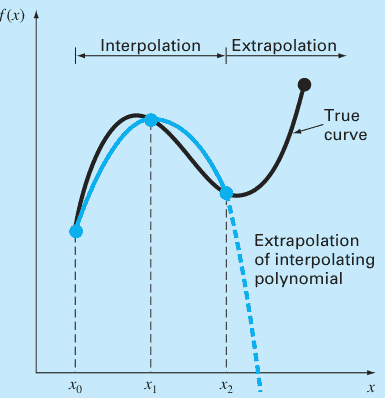 f(x)
Interpolation
Extrapolation
True
curve
Extrapolation
of interpolating
polynomial
x₀
x₁
x₂
x